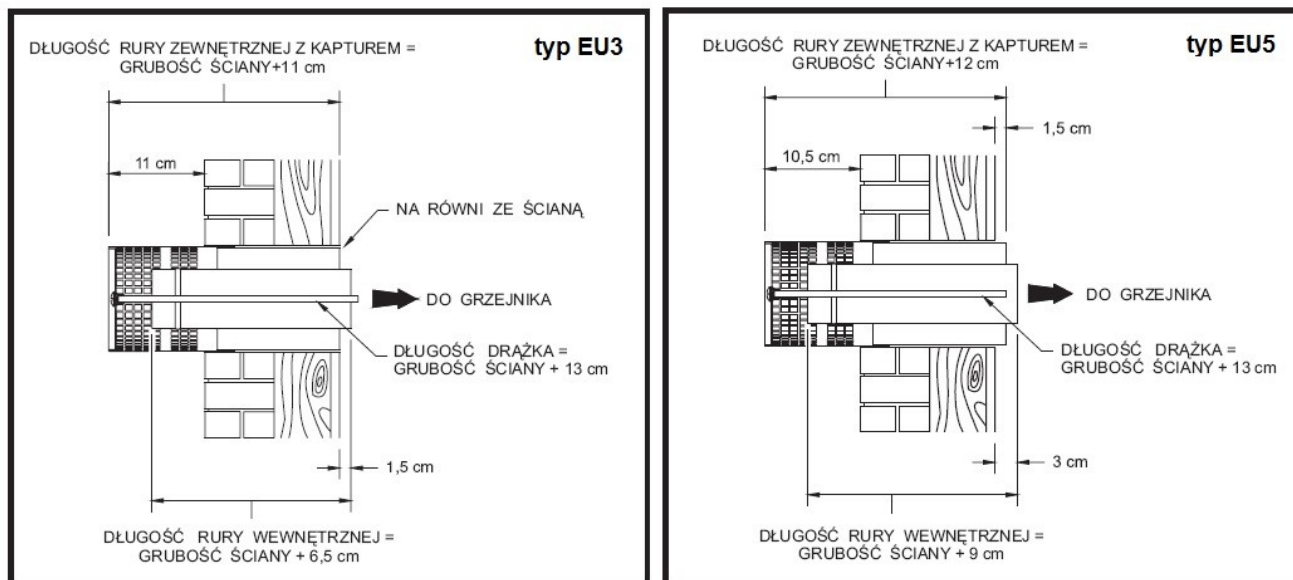 DŁUGOŚĆ RURY ZEWNĘTRZNEJ Z KAPTUREM =
GRUBOŚĆ ŚCIANY+11 cm
typ EU3
11 cm
NA RÓWNI ZE ŚCIANĄ
DO GRZEJNIKA
DŁUGOŚĆ DRĄŻKA =
GRUBOŚĆ ŚCIANY + 13 cm
1,5 cm
DŁUGOŚĆ RURY WEWNĘTRZNEJ =
GRUBOŚĆ ŚCIANY + 6,5 cm
DŁUGOŚĆ RURY ZEWNĘTRZNEJ Z KAPTUREM =
GRUBOŚĆ ŚCIANY+12 cm
typ EU5
1,5 cm
10,5 cm
DO GRZEJNIKA
DŁUGOŚĆ DRĄŻKA =
GRUBOŚĆ ŚCIANY + 13 cm
3 cm
DŁUGOŚĆ RURY WEWNĘTRZNEJ =
GRUBOŚĆ ŚCIANY + 9 cm